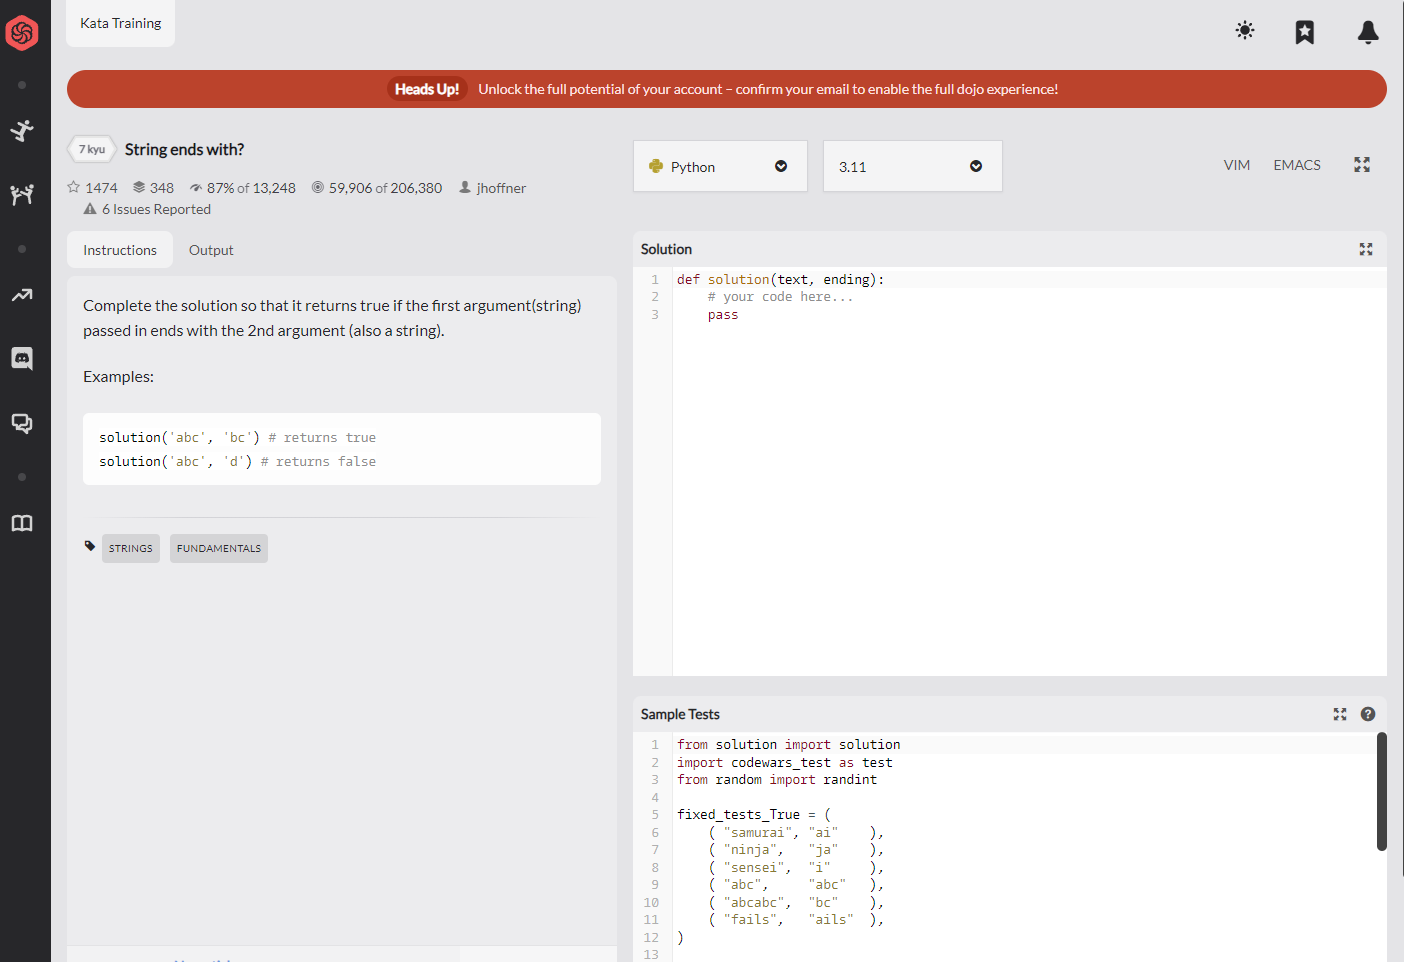 Kata Training
Heads Up! Unlock the full potential of your account – confirm your email to enable the full dojo experience!
7 kyu String ends with?
1474 348 87% of 13,248 59,906 of 206,380 jhoffner
6 Issues Reported
Python
3.11
VIM EMACS
Instructions Output
Complete the solution so that it returns true if the first argument(string)
passed in ends with the 2nd argument (also a string).
Examples:
solution('abc', 'bc') # returns true
solution('abc', 'd') # returns false
STRINGS FUNDAMENTALS
Solution
1 def solution(text, ending):
2     # your code here...
3     pass
Sample Tests
1 from solution import solution
2 import codewars_test as test
3 from random import randint
4
5 fixed_tests_True = (
6     ( "samurai", "ai"    ),
7     ( "ninja",   "ja"    ),
8     ( "sensei",  "i"     ),
9     ( "abc",     "abc"   ),
10     ( "abcabc",  "bc"    ),
11     ( "fails",   "ails"  ),
12 )
13